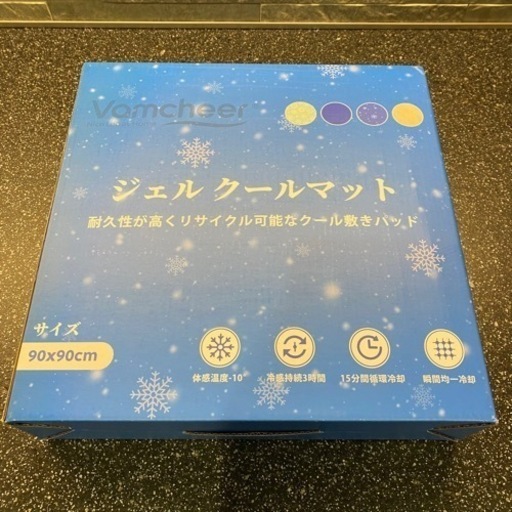 Vamcheer
ジェル クールマット
耐久性が高くリサイクル可能なクール敷きパッド
サイズ
90x90cm
体感温度-10°
冷感持続3時間
15分間循環冷却
瞬間均一冷却